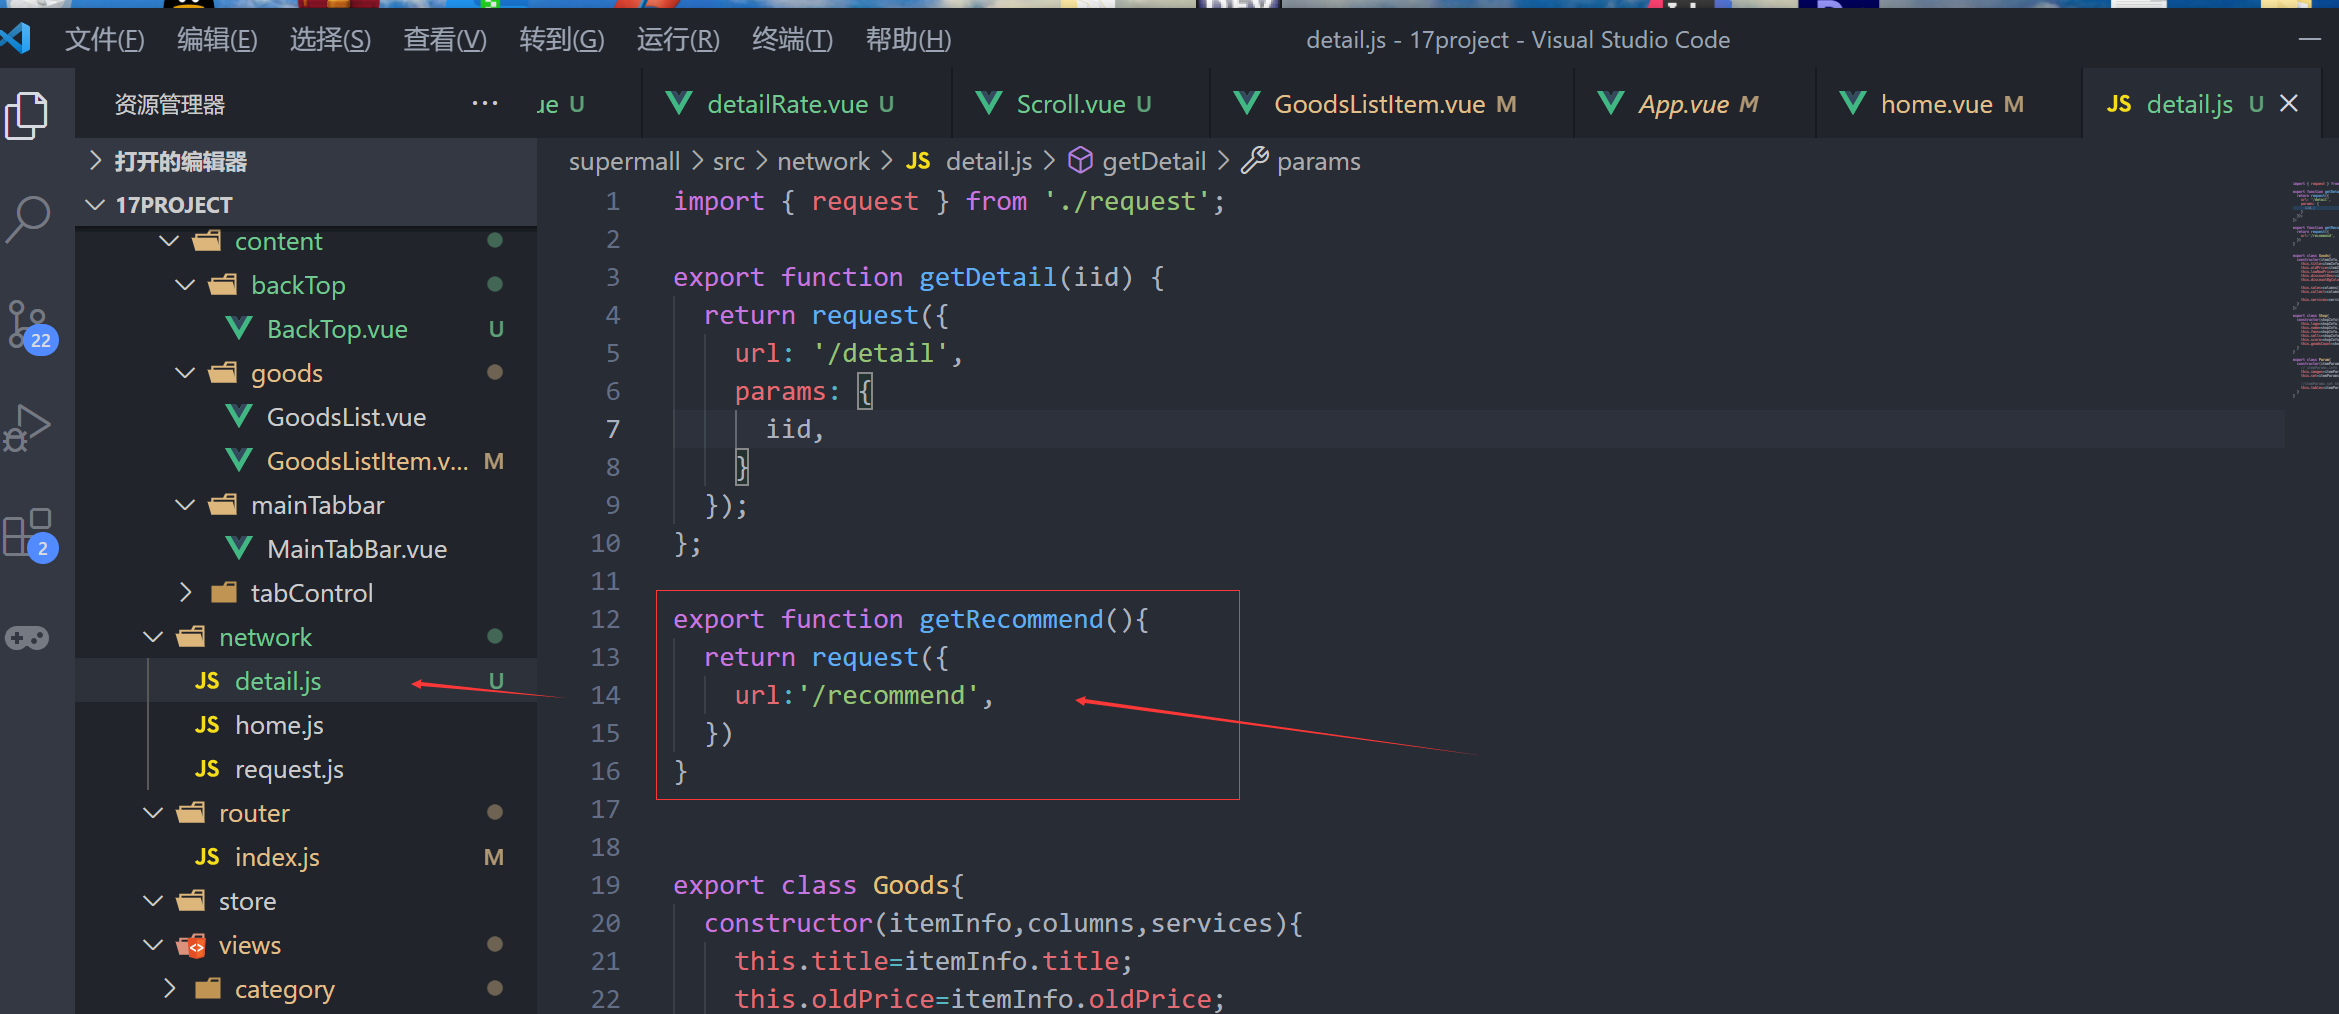 文件(F) 编辑(E) 选择(S) 查看(V) 转到(G) 运行(R) 终端(T) 帮助(H) detail.js - 17project - Visual Studio Code
资源管理器 ··· ue U detailRate.vue U Scroll.vue U GoodsListItem.vue M App.vue M home.vue M JS detail.js U
打开的编辑器
17PROJECT
content
backTop
BackTop.vue U
goods
GoodsList.vue
GoodsListItem.v... M
mainTabbar
MainTabBar.vue
tabControl
network
JS detail.js U
JS home.js
JS request.js
router
JS index.js M
store
views
category
22
2
supermall > src > network > JS detail.js > getDetail > params
1 import { request } from './request';
2
3 export function getDetail(iid) {
4 return request({
5 url: '/detail',
6 params: {
7 iid,
8 }
9 });
10 };
11
12 export function getRecommend(){
13 return request({
14 url:'/recommend',
15 })
16 }
17
18
19 export class Goods{
20 constructor(itemInfo,columns,services){
21 this.title=itemInfo.title;
22 this.oldPrice=itemInfo.oldPrice;